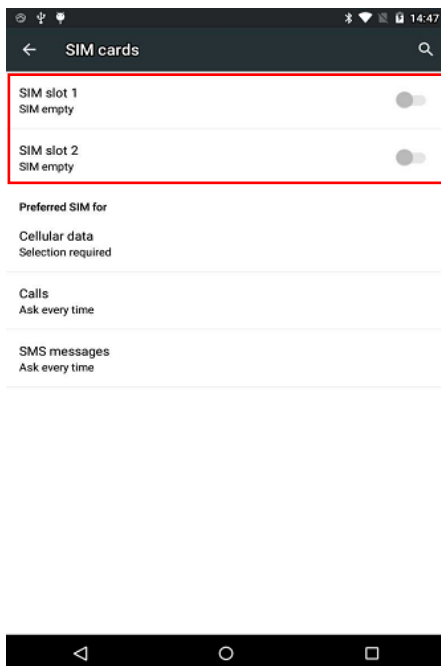 14:47
SIM cards
SIM slot 1
SIM empty
SIM slot 2
SIM empty
Preferred SIM for
Cellular data
Selection required
Calls
Ask every time
SMS messages
Ask every time